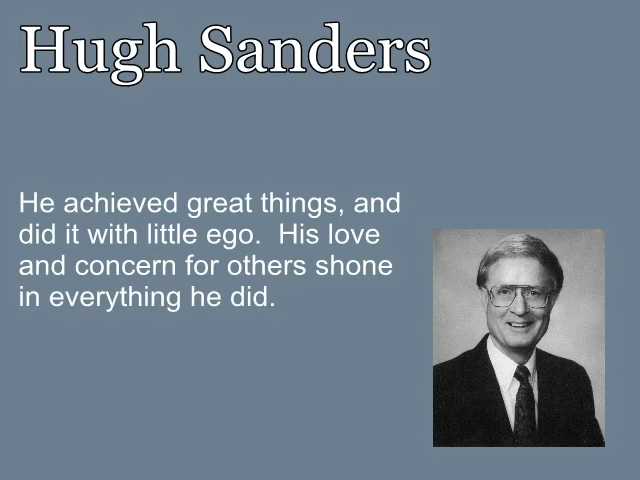 Hugh Sanders
He achieved great things, and
did it with little ego.  His love
and concern for others shone
in everything he did.